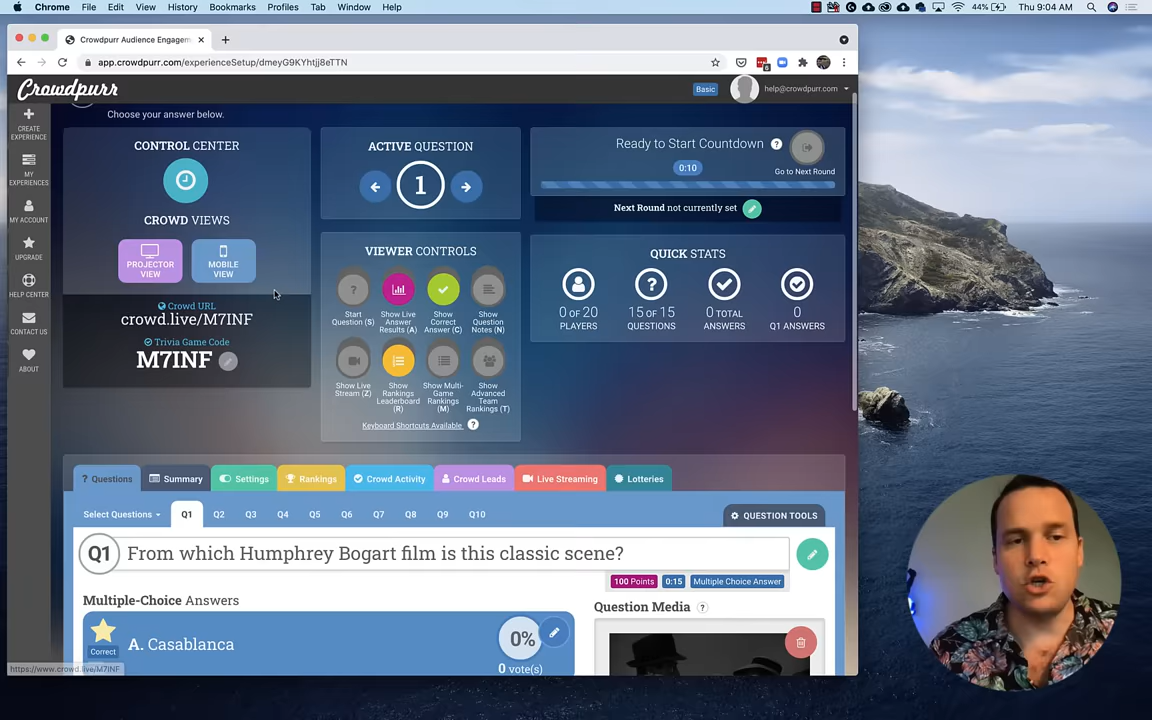 Chrome File Edit View History Bookmarks Profiles Tab Window Help
44% Thu 9:04 AM
Crowdpurr Audience Engagem
app.crowdpurr.com/experienceSetup/dmeyG9KYhtjj8eTTN
Crowdpurr
Basic
help@crowdpurr.com
Choose your answer below.
CREATE
EXPERIENCE
MY
EXPERIENCES
MY ACCOUNT
UPGRADE
HELP CENTER
CONTACT US
ABOUT
CONTROL CENTER
CROWD VIEWS
PROJECTOR
VIEW
MOBILE
VIEW
Crowd URL
crowd.live/M7INF
Trivia Game Code
M7INF
ACTIVE QUESTION
1
VIEWER CONTROLS
?
Start
Question (S)
Show Live
Answer
Results (A)
Show
Correct
Answer (C)
Show
Question
Notes (N)
Show Live
Stream (Z)
Show
Rankings
Leaderboard
(R)
Show Multi-
Game
Rankings
(M)
Show
Advanced
Team
Rankings (T)
Keyboard Shortcuts Available ?
Ready to Start Countdown ?
0:10
Go to Next
Round
Next Round not currently set
QUICK STATS
?
0 OF 20
PLAYERS
15 OF 15
QUESTIONS
0 TOTAL
ANSWERS
0
Q1 ANSWERS
? Questions
Summary
Settings
Rankings
Crowd Activity
Crowd Leads
Live Streaming
Lotteries
Select Questions
Q1 Q2 Q3 Q4 Q5 Q6 Q7 Q8 Q9 Q10
QUESTION TOOLS
Q1 From which Humphrey Bogart film is this classic scene?
100 Points 0:15 Multiple Choice Answer
Multiple-Choice Answers
Question Media ?
Correct
A. Casablanca
0%
0 vote(s)
https://www.crowd.live/M7INF